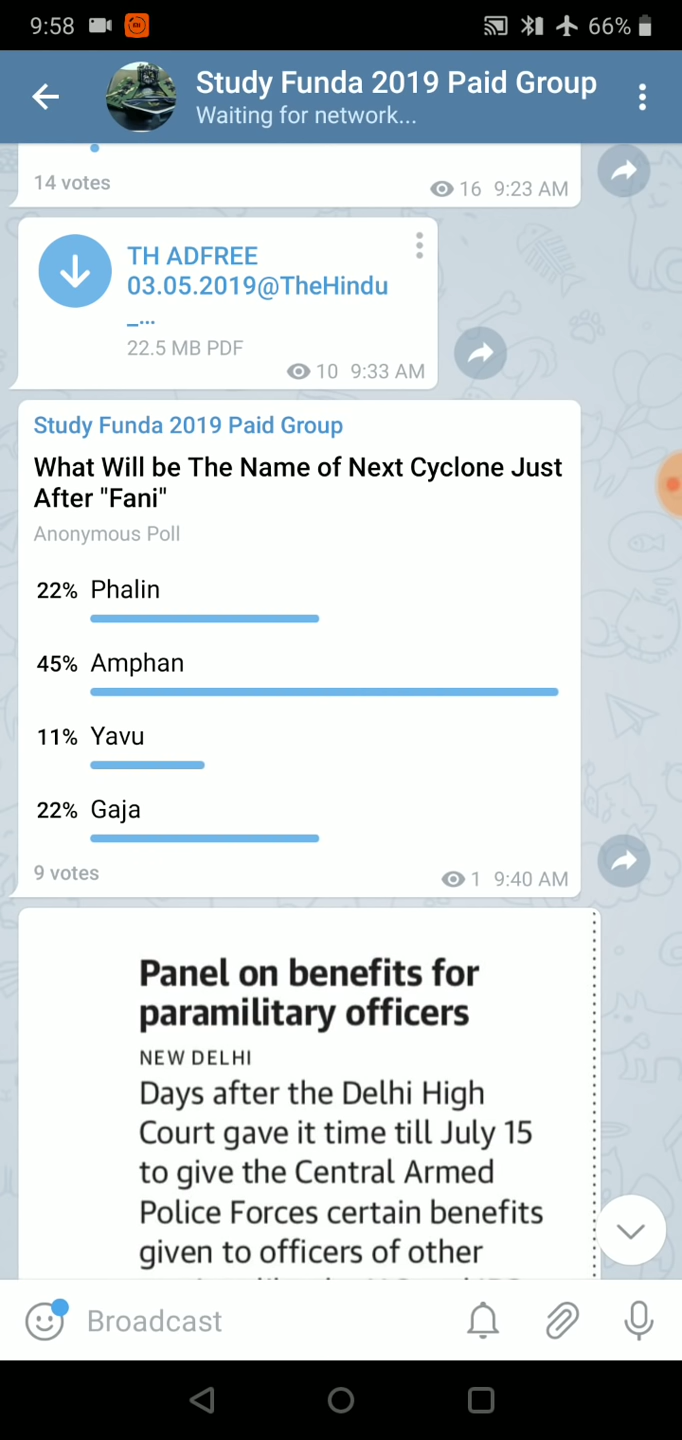 9:58
66%
Study Funda 2019 Paid Group
Waiting for network...
14 votes
16 9:23 AM
TH ADFREE
03.05.2019@TheHindu
_...
22.5 MB PDF
10 9:33 AM
Study Funda 2019 Paid Group
What Will be The Name of Next Cyclone Just
After "Fani"
Anonymous Poll
22% Phalin
45% Amphan
11% Yavu
22% Gaja
9 votes
1 9:40 AM
Panel on benefits for
paramilitary officers
NEW DELHI
Days after the Delhi High
Court gave it time till July 15
to give the Central Armed
Police Forces certain benefits
given to officers of other
Broadcast